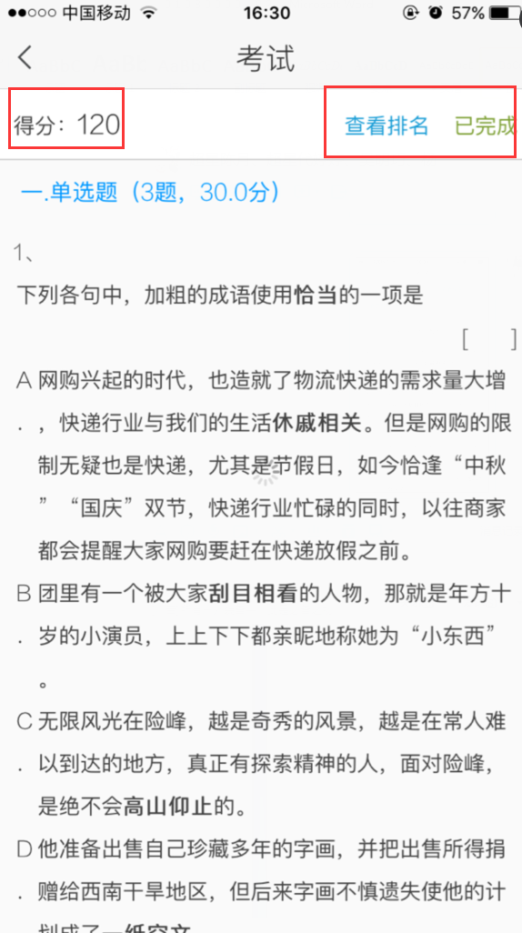 中国移动 16:30 57%
考试
得分：120 查看排名 已完成
一.单选题（3题，30.0分）
1、
下列各句中，加粗的成语使用恰当的一项是
[ ]
A 网购兴起的时代，也造就了物流快递的需求量大增
．，快递行业与我们的生活休戚相关。但是网购的限
制无疑也是快递，尤其是节假日，如今恰逢“中秋
”“国庆”双节，快递行业忙碌的同时，以往商家
都会提醒大家网购要赶在快递放假之前。
B 团里有一个被大家刮目相看的人物，那就是年方十
．岁的小演员，上上下下都亲昵地称她为“小东西”
。
C 无限风光在险峰，越是奇秀的风景，越是在常人难
．以到达的地方，真正有探索精神的人，面对险峰，
是绝不会高山仰止的。
D 他准备出售自己珍藏多年的字画，并把出售所得捐
．赠给西南干旱地区，但后来字画不慎遗失使他的计
划成了一纸空文